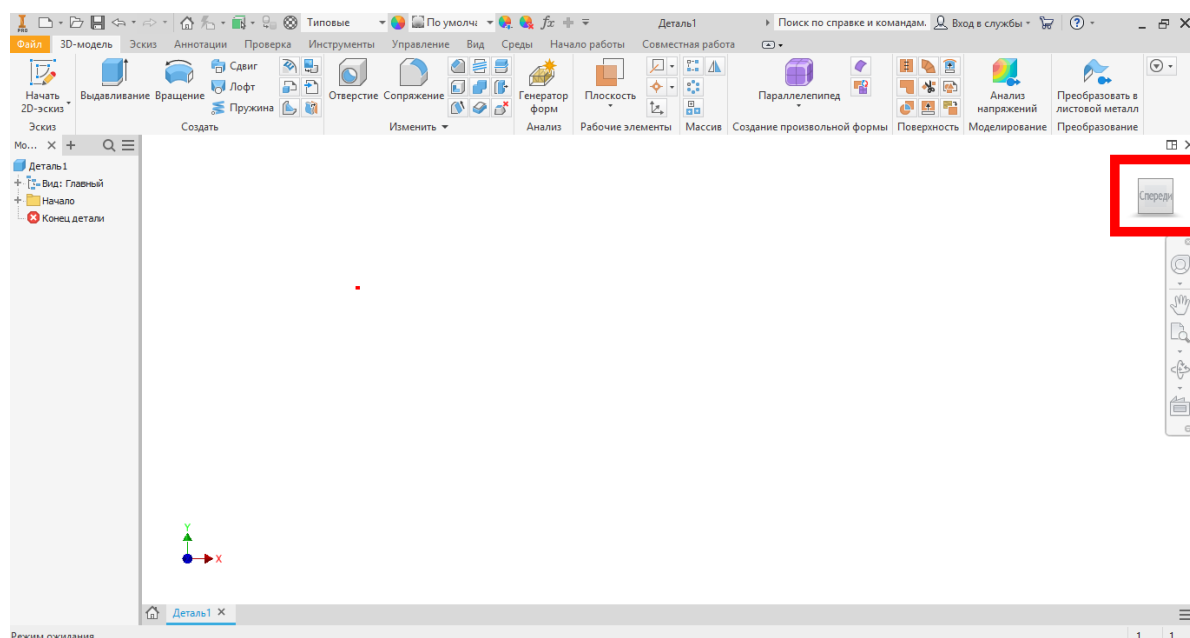 PRO Типовые По умолча fx Деталь1 Поиск по справке и командам. Вход в службы
Файл 3D-модель Эскиз Аннотации Проверка Инструменты Управление Вид Среды Начало работы Совместная работа
Начать 2D-эскиз
Выдавливание
Вращение
Сдвиг
Лофт
Пружина
Отверстие
Сопряжение
Генератор форм
Плоскость
Параллелепипед
Анализ напряжений
Преобразовать в листовой металл
Эскиз Создать Изменить Анализ Рабочие элементы Массив Создание произвольной формы Поверхность Моделирование Преобразование
Мо... × +
Деталь1
Вид: Главный
Начало
Конец детали
Спереди
Y
X
Деталь1 ×
Режим ожидания 1 1